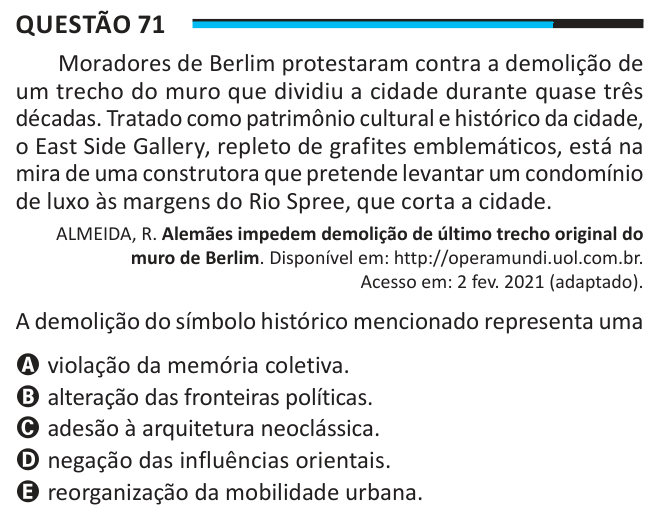 QUESTÃO 71
Moradores de Berlim protestaram contra a demolição de
um trecho do muro que dividiu a cidade durante quase três
décadas. Tratado como patrimônio cultural e histórico da cidade,
o East Side Gallery, repleto de grafites emblemáticos, está na
mira de uma construtora que pretende levantar um condomínio
de luxo às margens do Rio Spree, que corta a cidade.
ALMEIDA, R. Alemães impedem demolição de último trecho original do
muro de Berlim. Disponível em: http://operamundi.uol.com.br.
Acesso em: 2 fev. 2021 (adaptado).
A demolição do símbolo histórico mencionado representa uma
A violação da memória coletiva.
B alteração das fronteiras políticas.
C adesão à arquitetura neoclássica.
D negação das influências orientais.
E reorganização da mobilidade urbana.